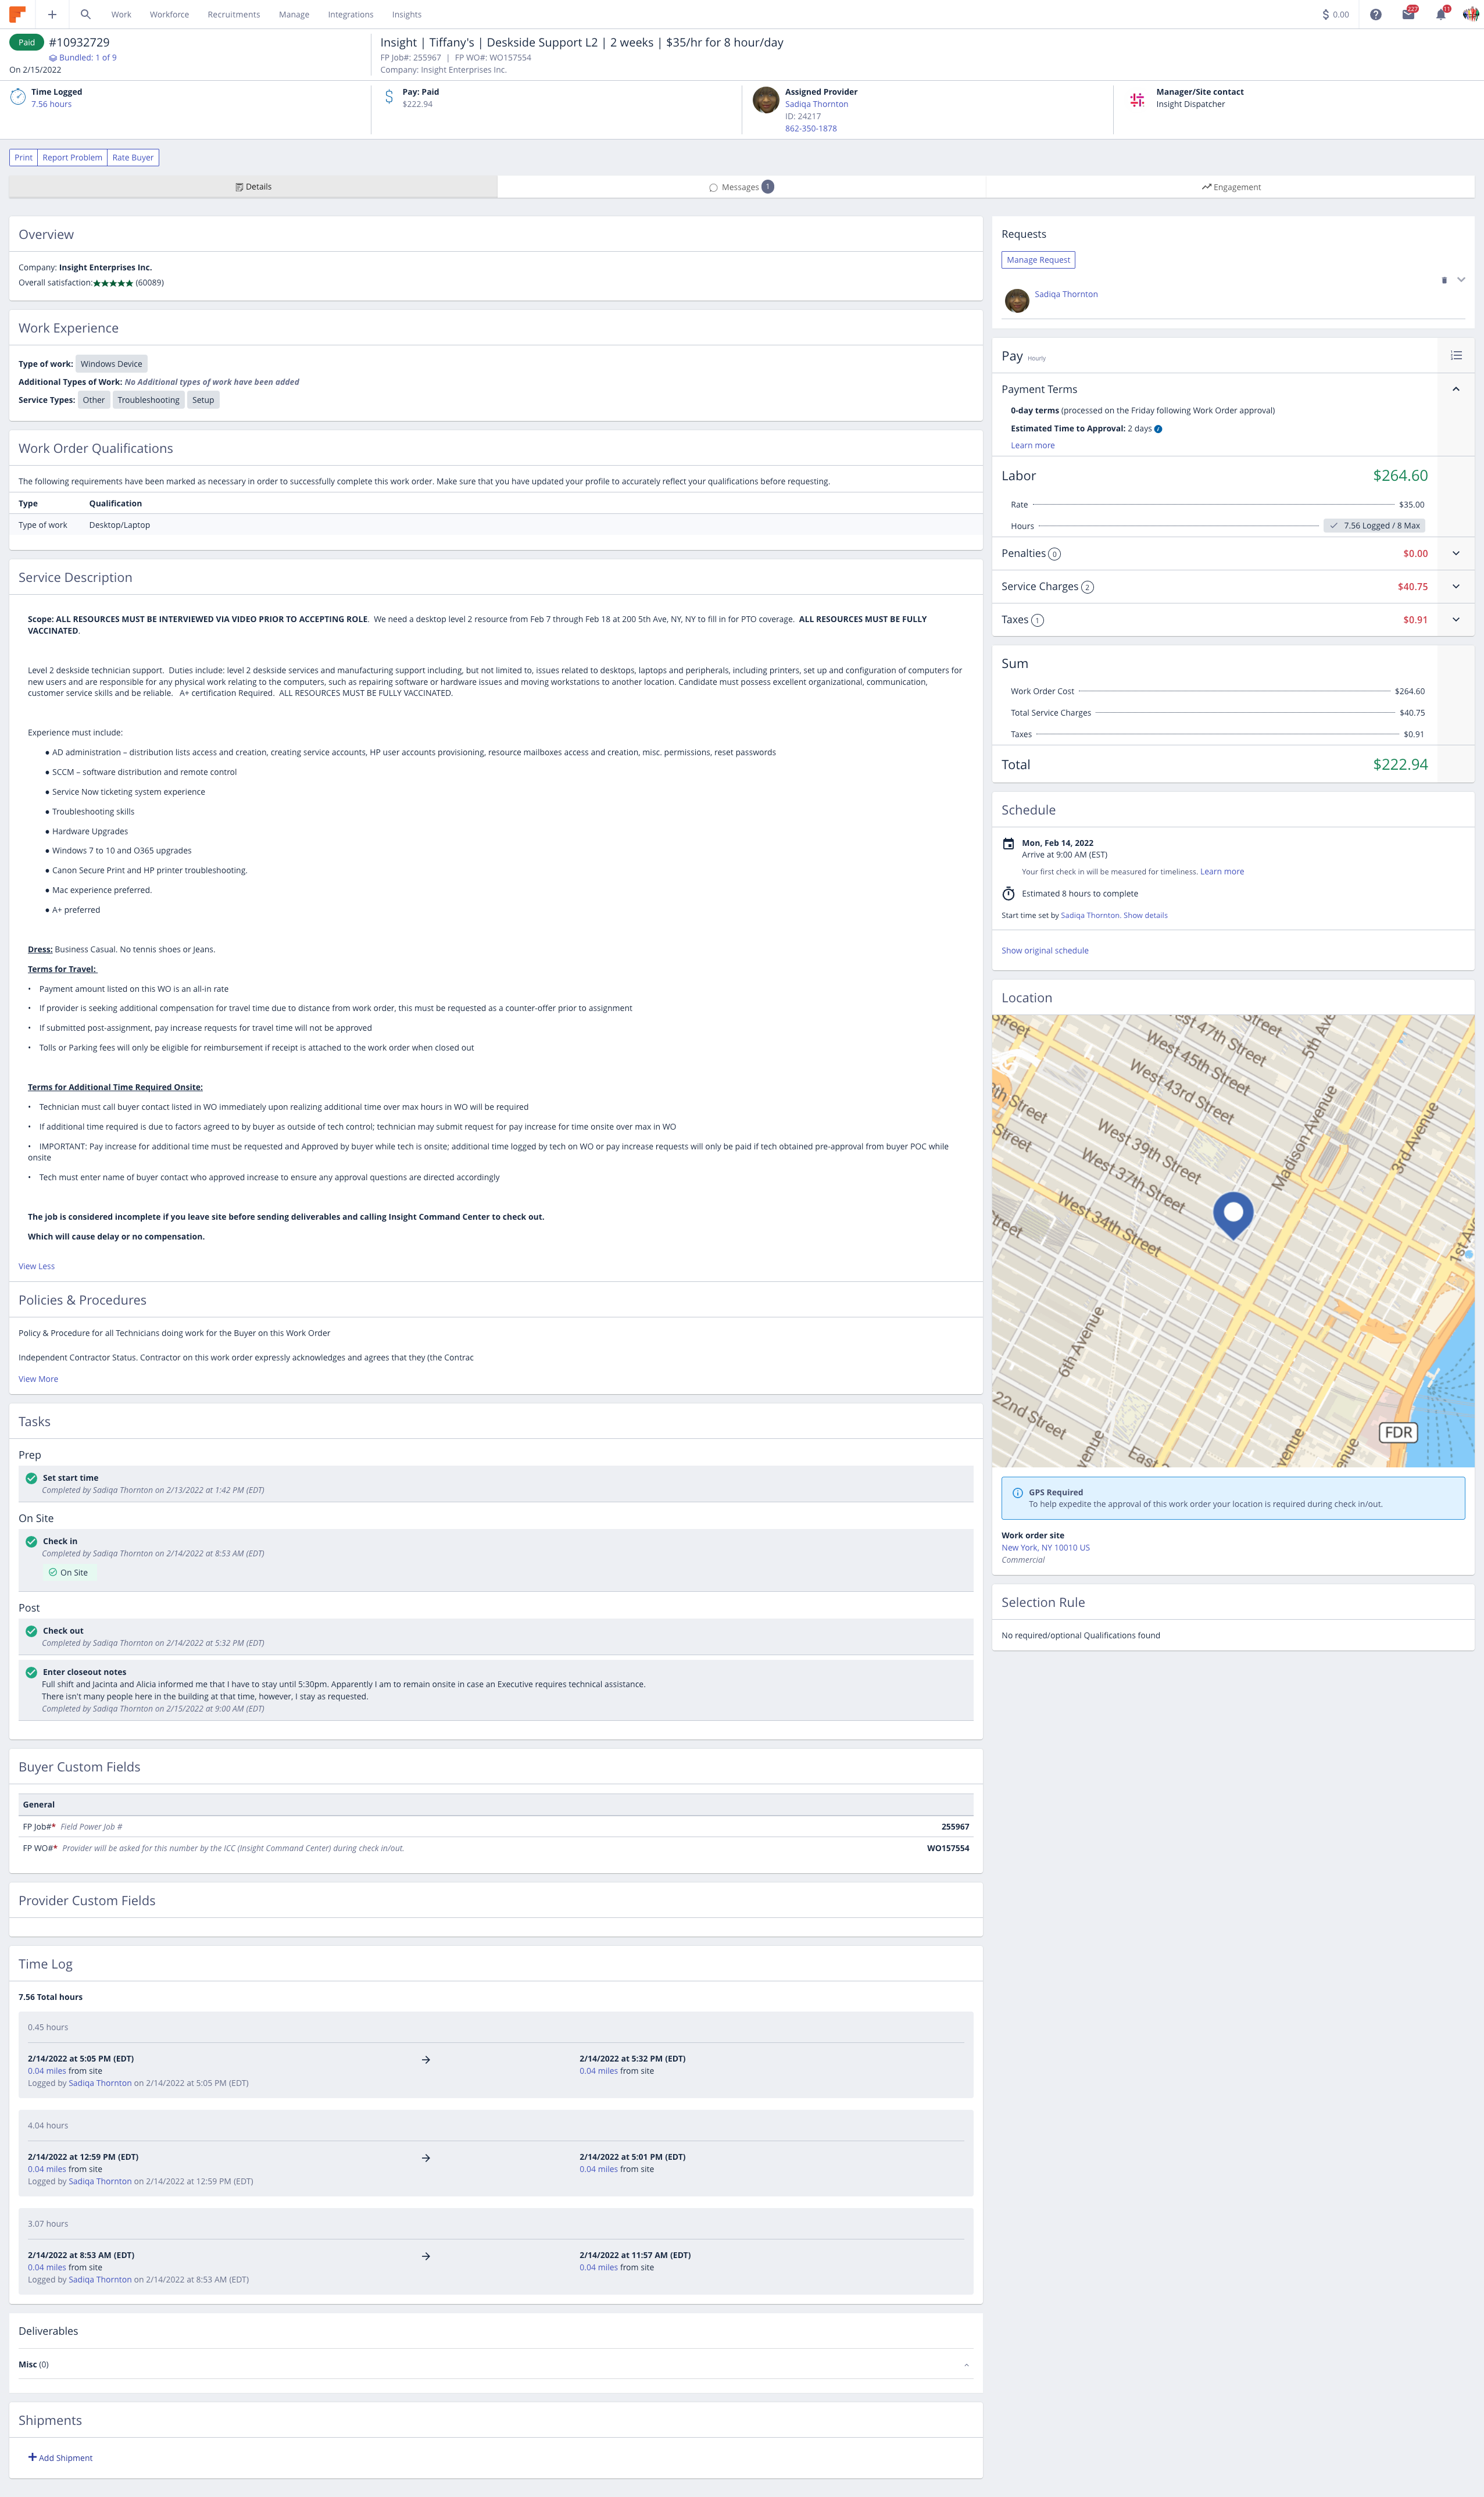 Work Workforce Recruitments Manage Integrations Insights
0.00
227
11
Paid #10932729
Bundled: 1 of 9
On 2/15/2022
Insight | Tiffany's | Deskside Support L2 | 2 weeks | $35/hr for 8 hour/day
FP Job#: 255967 | FP WO#: WO157554
Company: Insight Enterprises Inc.
Time Logged
7.56 hours
Pay: Paid
$222.94
Assigned Provider
Sadiqa Thornton
ID: 24217
862-350-1878
Manager/Site contact
Insight Dispatcher
Print Report Problem Rate Buyer
Details
Messages 1
Engagement
Overview
Company: Insight Enterprises Inc.
Overall satisfaction:★★★★★ (60089)
Work Experience
Type of work: Windows Device
Additional Types of Work: No Additional types of work have been added
Service Types: Other Troubleshooting Setup
Work Order Qualifications
The following requirements have been marked as necessary in order to successfully complete this work order. Make sure that you have updated your profile to accurately reflect your qualifications before requesting.
Type Qualification
Type of work Desktop/Laptop
Service Description
Scope: ALL RESOURCES MUST BE INTERVIEWED VIA VIDEO PRIOR TO ACCEPTING ROLE. We need a desktop level 2 resource from Feb 7 through Feb 18 at 200 5th Ave, NY, NY to fill in for PTO coverage. ALL RESOURCES MUST BE FULLY
VACCINATED.
Level 2 deskside technician support. Duties include: level 2 deskside services and manufacturing support including, but not limited to, issues related to desktops, laptops and peripherals, including printers, set up and configuration of computers for
new users and are responsible for any physical work relating to the computers, such as repairing software or hardware issues and moving workstations to another location. Candidate must possess excellent organizational, communication,
customer service skills and be reliable. A+ certification Required. ALL RESOURCES MUST BE FULLY VACCINATED.
Experience must include:
● AD administration – distribution lists access and creation, creating service accounts, HP user accounts provisioning, resource mailboxes access and creation, misc. permissions, reset passwords
● SCCM – software distribution and remote control
● Service Now ticketing system experience
● Troubleshooting skills
● Hardware Upgrades
● Windows 7 to 10 and O365 upgrades
● Canon Secure Print and HP printer troubleshooting.
● Mac experience preferred.
● A+ preferred
Dress: Business Casual. No tennis shoes or Jeans.
Terms for Travel:
• Payment amount listed on this WO is an all-in rate
• If provider is seeking additional compensation for travel time due to distance from work order, this must be requested as a counter-offer prior to assignment
• If submitted post-assignment, pay increase requests for travel time will not be approved
• Tolls or Parking fees will only be eligible for reimbursement if receipt is attached to the work order when closed out
Terms for Additional Time Required Onsite:
• Technician must call buyer contact listed in WO immediately upon realizing additional time over max hours in WO will be required
• If additional time required is due to factors agreed to by buyer as outside of tech control; technician may submit request for pay increase for time onsite over max in WO
• IMPORTANT: Pay increase for additional time must be requested and Approved by buyer while tech is onsite; additional time logged by tech on WO or pay increase requests will only be paid if tech obtained pre-approval from buyer POC while
onsite
• Tech must enter name of buyer contact who approved increase to ensure any approval questions are directed accordingly
The job is considered incomplete if you leave site before sending deliverables and calling Insight Command Center to check out.
Which will cause delay or no compensation.
View Less
Policies & Procedures
Policy & Procedure for all Technicians doing work for the Buyer on this Work Order
Independent Contractor Status. Contractor on this work order expressly acknowledges and agrees that they (the Contrac
View More
Tasks
Prep
Set start time
Completed by Sadiqa Thornton on 2/13/2022 at 1:42 PM (EDT)
On Site
Check in
Completed by Sadiqa Thornton on 2/14/2022 at 8:53 AM (EDT)
On Site
Post
Check out
Completed by Sadiqa Thornton on 2/14/2022 at 5:32 PM (EDT)
Enter closeout notes
Full shift and Jacinta and Alicia informed me that I have to stay until 5:30pm. Apparently I am to remain onsite in case an Executive requires technical assistance.
There isn't many people here in the building at that time, however, I stay as requested.
Completed by Sadiqa Thornton on 2/15/2022 at 9:00 AM (EDT)
Buyer Custom Fields
General
FP Job#* Field Power Job # 255967
FP WO#* Provider will be asked for this number by the ICC (Insight Command Center) during check in/out. WO157554
Provider Custom Fields
Time Log
7.56 Total hours
0.45 hours
2/14/2022 at 5:05 PM (EDT) 2/14/2022 at 5:32 PM (EDT)
0.04 miles from site 0.04 miles from site
Logged by Sadiqa Thornton on 2/14/2022 at 5:05 PM (EDT)
4.04 hours
2/14/2022 at 12:59 PM (EDT) 2/14/2022 at 5:01 PM (EDT)
0.04 miles from site 0.04 miles from site
Logged by Sadiqa Thornton on 2/14/2022 at 12:59 PM (EDT)
3.07 hours
2/14/2022 at 8:53 AM (EDT) 2/14/2022 at 11:57 AM (EDT)
0.04 miles from site 0.04 miles from site
Logged by Sadiqa Thornton on 2/14/2022 at 8:53 AM (EDT)
Deliverables
Misc (0)
Shipments
Add Shipment
Requests
Manage Request
Sadiqa Thornton
Pay Hourly
Payment Terms
0-day terms (processed on the Friday following Work Order approval)
Estimated Time to Approval: 2 days
Learn more
Labor $264.60
Rate $35.00
Hours 7.56 Logged / 8 Max
Penalties 0 $0.00
Service Charges 2 $40.75
Taxes 1 $0.91
Sum
Work Order Cost $264.60
Total Service Charges $40.75
Taxes $0.91
Total $222.94
Schedule
Mon, Feb 14, 2022
Arrive at 9:00 AM (EST)
Your first check in will be measured for timeliness. Learn more
Estimated 8 hours to complete
Start time set by Sadiqa Thornton. Show details
Show original schedule
Location
Street
West 47th Street
Street
5th Ave
West 45th Street
West 43rd Street
8th Street
Street
West 39th Street
West 37th Street
West 34th Street
Madison Avenue
3rd Avenue
1st Av
6th Avenue
22nd Street
venue
East
venue
venue
FDR
GPS Required
To help expedite the approval of this work order your location is required during check in/out.
Work order site
New York, NY 10010 US
Commercial
Selection Rule
No required/optional Qualifications found